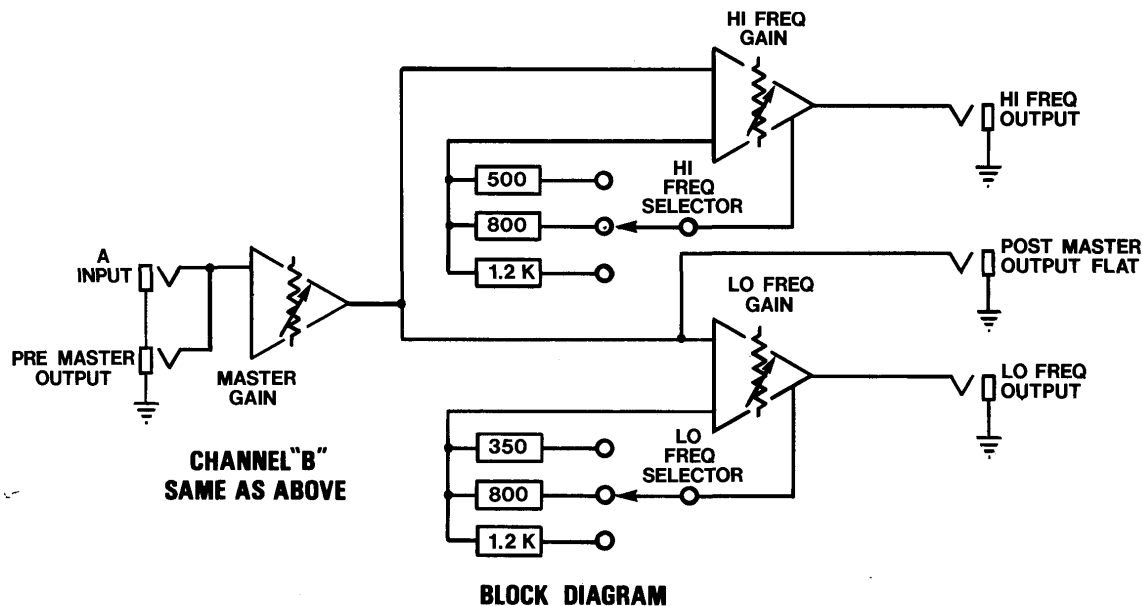 HI FREQ
GAIN
HI FREQ
OUTPUT
500
800
1.2 K
HI
FREQ
SELECTOR
A
INPUT
PRE MASTER
OUTPUT
MASTER
GAIN
POST MASTER
OUTPUT FLAT
LO FREQ
GAIN
LO FREQ
OUTPUT
350
800
1.2 K
LO
FREQ
SELECTOR
CHANNEL "B"
SAME AS ABOVE
BLOCK DIAGRAM